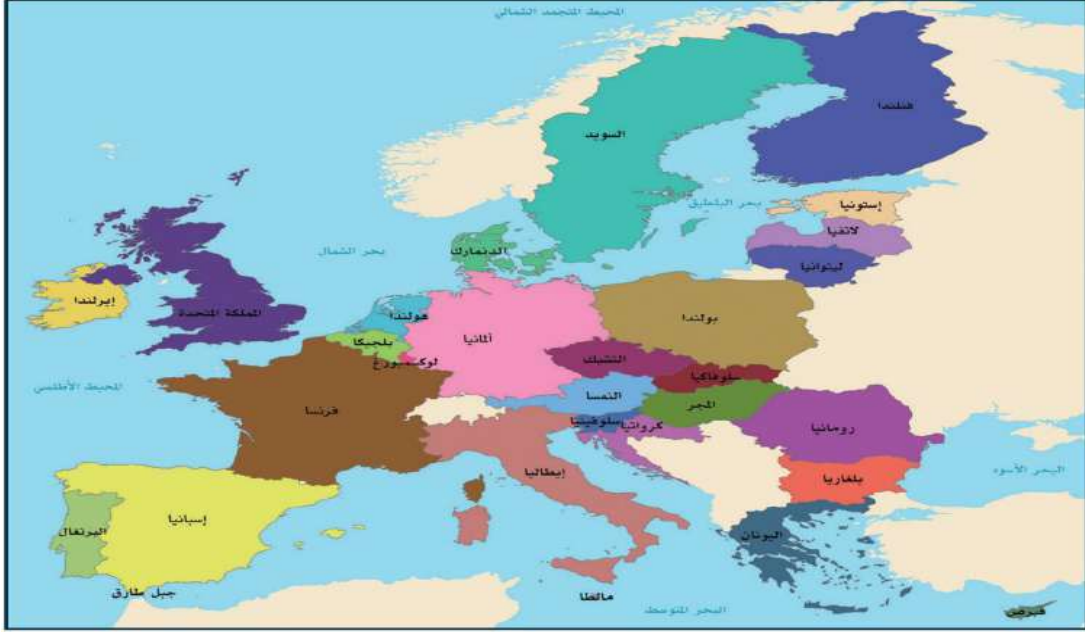 المحيط المتجمد الشمالي
فنلندا
السويد
بحر البلطيق
إستونيا
لاتفيا
ليتوانيا
بحر الشمال
الدنمارك
إيرلندا
المملكة المتحدة
هولندا
بلجيكا
لوكسمبورغ
ألمانيا
بولندا
التشيك
سلوفاكيا
النمسا
المجر
المحيط الأطلسي
فرنسا
سلوفينيا
كرواتيا
رومانيا
إيطاليا
بلغاريا
البحر الأسود
إسبانيا
البرتغال
اليونان
جبل طارق
مالطا
البحر المتوسط
قبرص